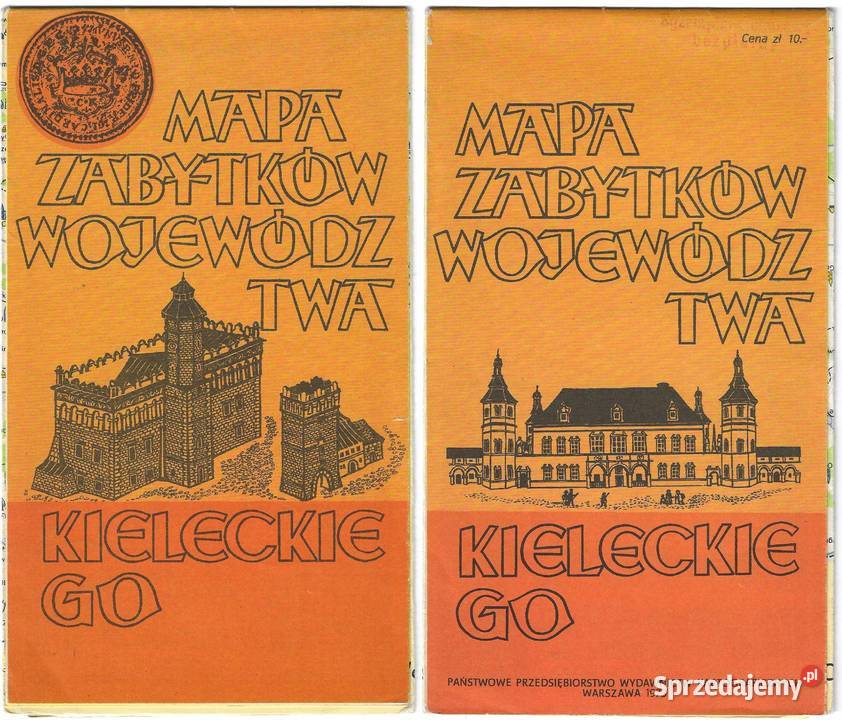 MAPA
ZABYTKÓW
WOJEWÓDZ
TWA
KIELECKIE
GO
Cena zł 10.-
MAPA
ZABYTKÓW
WOJEWÓDZ
TWA
KIELECKIE
GO
PAŃSTWOWE PRZEDSIĘBIORSTWO
WARSZAWA
Sprzedajemy.pl